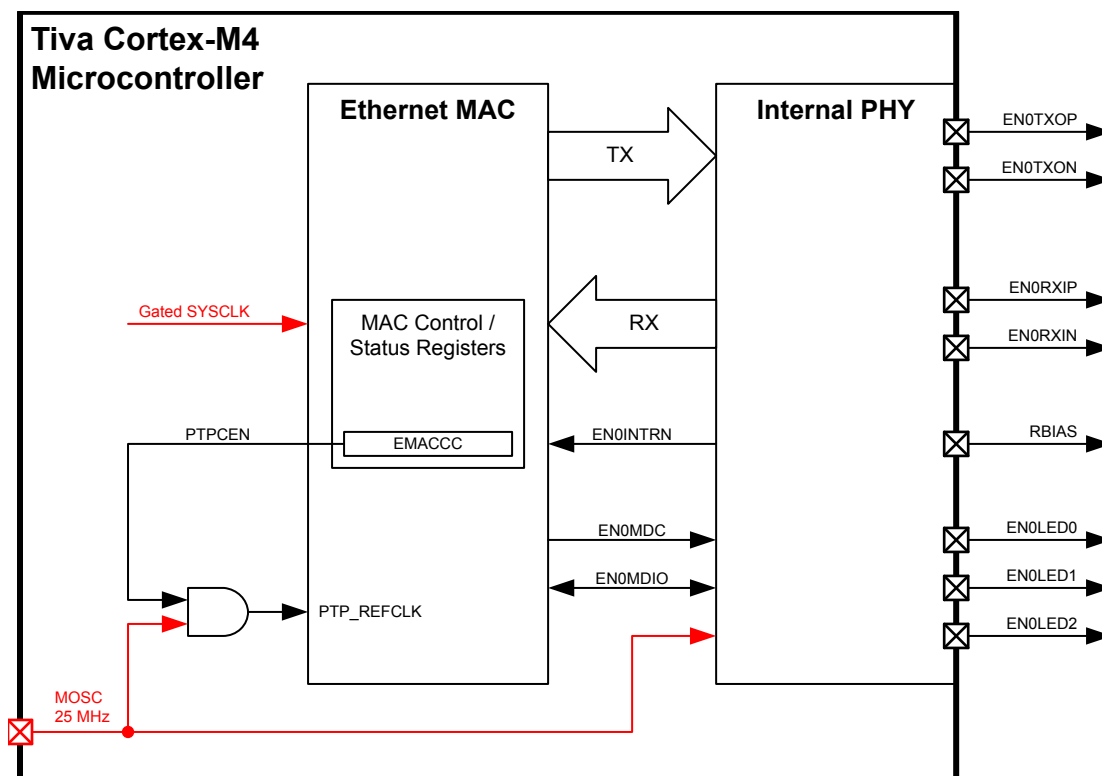 Tiva Cortex-M4
Microcontroller
Ethernet MAC
Internal PHY
EN0TXOP
TX
EN0TXON
EN0RXIP
Gated SYSCLK
MAC Control /
Status Registers
RX
EN0RXIN
PTPCEN
EMACCC
EN0INTRN
RBIAS
EN0MDC
EN0LED0
EN0MDIO
EN0LED1
PTP_REFCLK
EN0LED2
MOSC
25 MHz